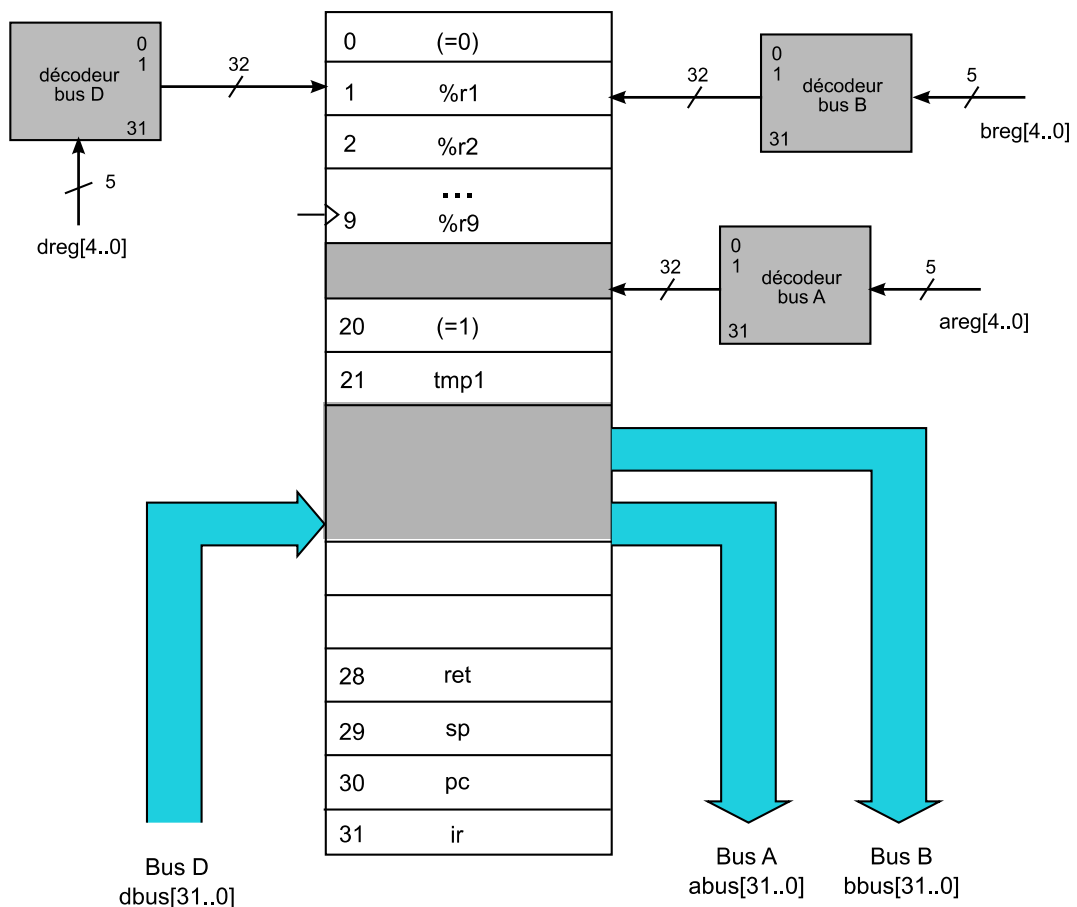 décodeur
bus D
0
1
31
32
5
dreg[4..0]
0 (=0)
1 %r1
2 %r2
...
9 %r9
20 (=1)
21 tmp1
28 ret
29 sp
30 pc
31 ir
32
0
1
décodeur
bus B
31
5
breg[4..0]
32
0
1
décodeur
bus A
31
5
areg[4..0]
Bus D
dbus[31..0]
Bus A
abus[31..0]
Bus B
bbus[31..0]